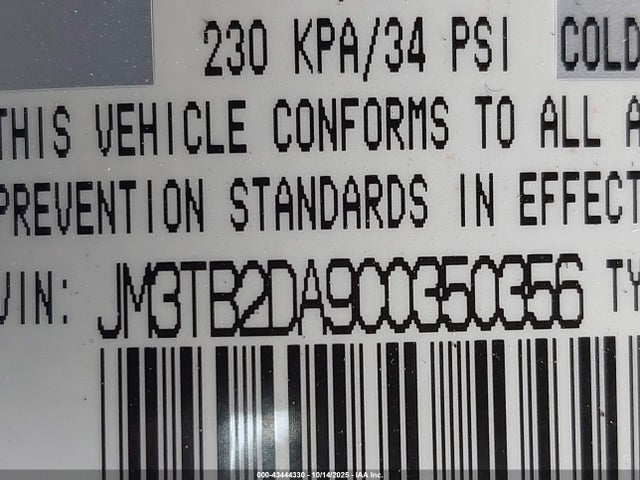 230 KPA/34 PSI COLD
THIS VEHICLE CONFORMS TO ALL A
PREVENTION STANDARDS IN EFFECT
VIN: JM3TB2DA9C0350356 TY
000-43444330 - 10/14/2025 - IAA Inc.